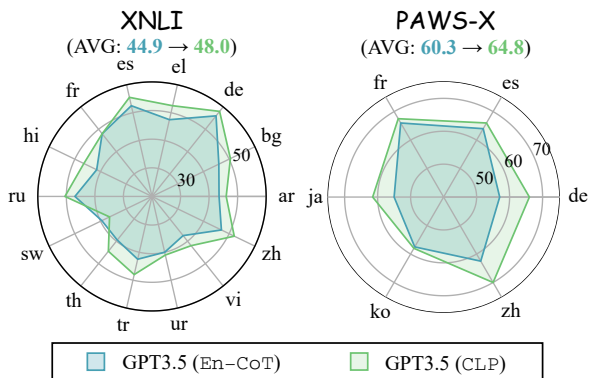 XNLI
(AVG: 44.9 → 48.0)
es
el
fr
de
hi
bg
50
30
ru
ar
sw
zh
th
vi
tr
ur
PAWS-X
(AVG: 60.3 → 64.8)
fr
es
70
60
50
ja
de
ko
zh
GPT3.5 (En-CoT)
GPT3.5 (CLP)